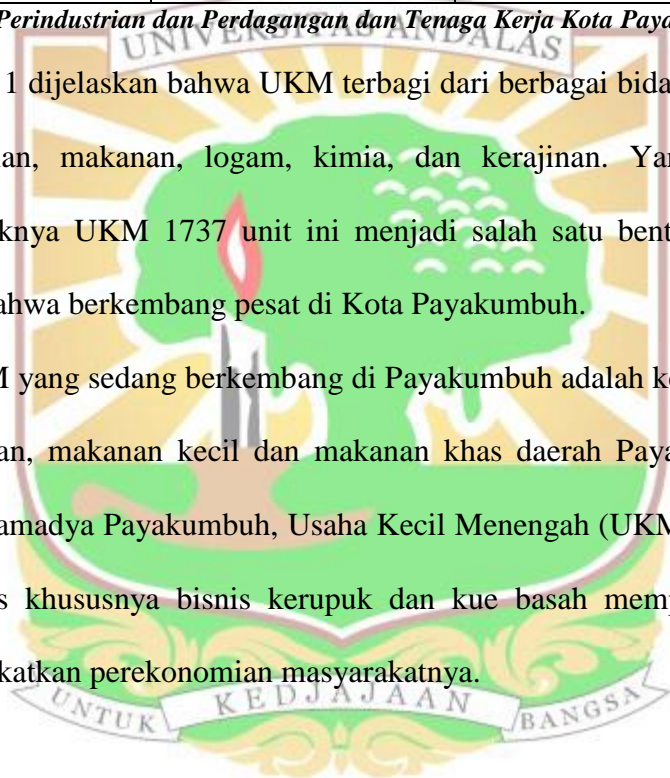 Perindustrian dan Perdagangan dan Tenaga Kerja Kota Paya
UNIVERSITAS ANDALAS
1 dijelaskan bahwa UKM terbagi dari berbagai bida
an, makanan, logam, kimia, dan kerajinan. Yan
knya UKM 1737 unit ini menjadi salah satu bent
ahwa berkembang pesat di Kota Payakumbuh.
M yang sedang berkembang di Payakumbuh adalah ke
an, makanan kecil dan makanan khas daerah Paya
amadya Payakumbuh, Usaha Kecil Menengah (UKM
s khususnya bisnis kerupuk dan kue basah memp
katkan perekonomian masyarakatnya.
UNTUK KEDJAJAAN BANGSA